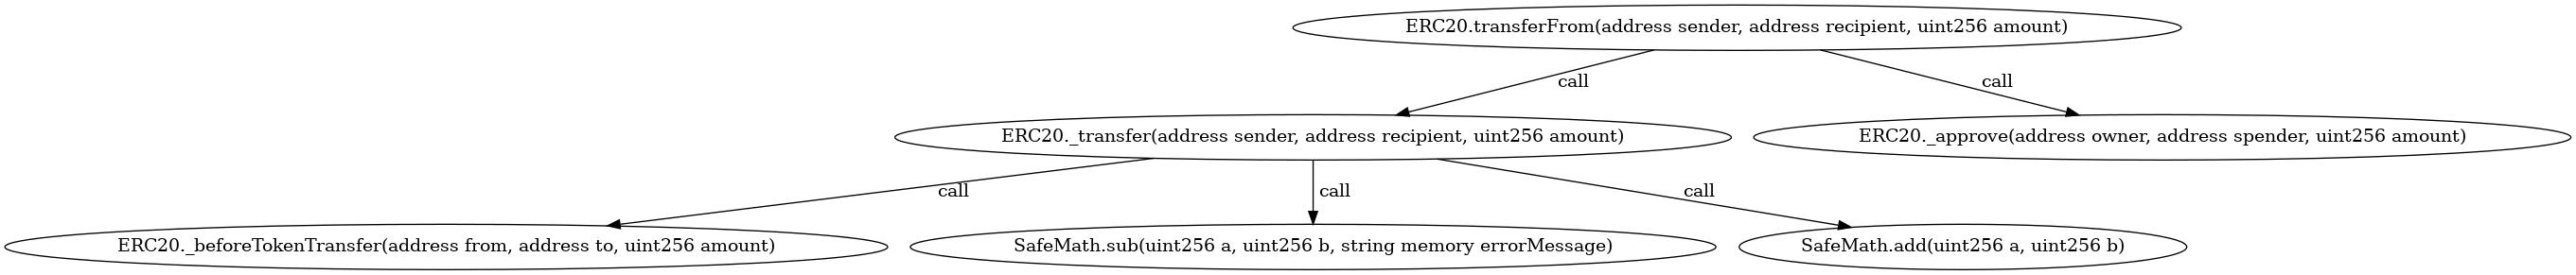 ERC20.transferFrom(address sender, address recipient, uint256 amount)
call
call
ERC20._transfer(address sender, address recipient, uint256 amount)
ERC20._approve(address owner, address spender, uint256 amount)
call
call
call
ERC20._beforeTokenTransfer(address from, address to, uint256 amount)
SafeMath.sub(uint256 a, uint256 b, string memory errorMessage)
SafeMath.add(uint256 a, uint256 b)